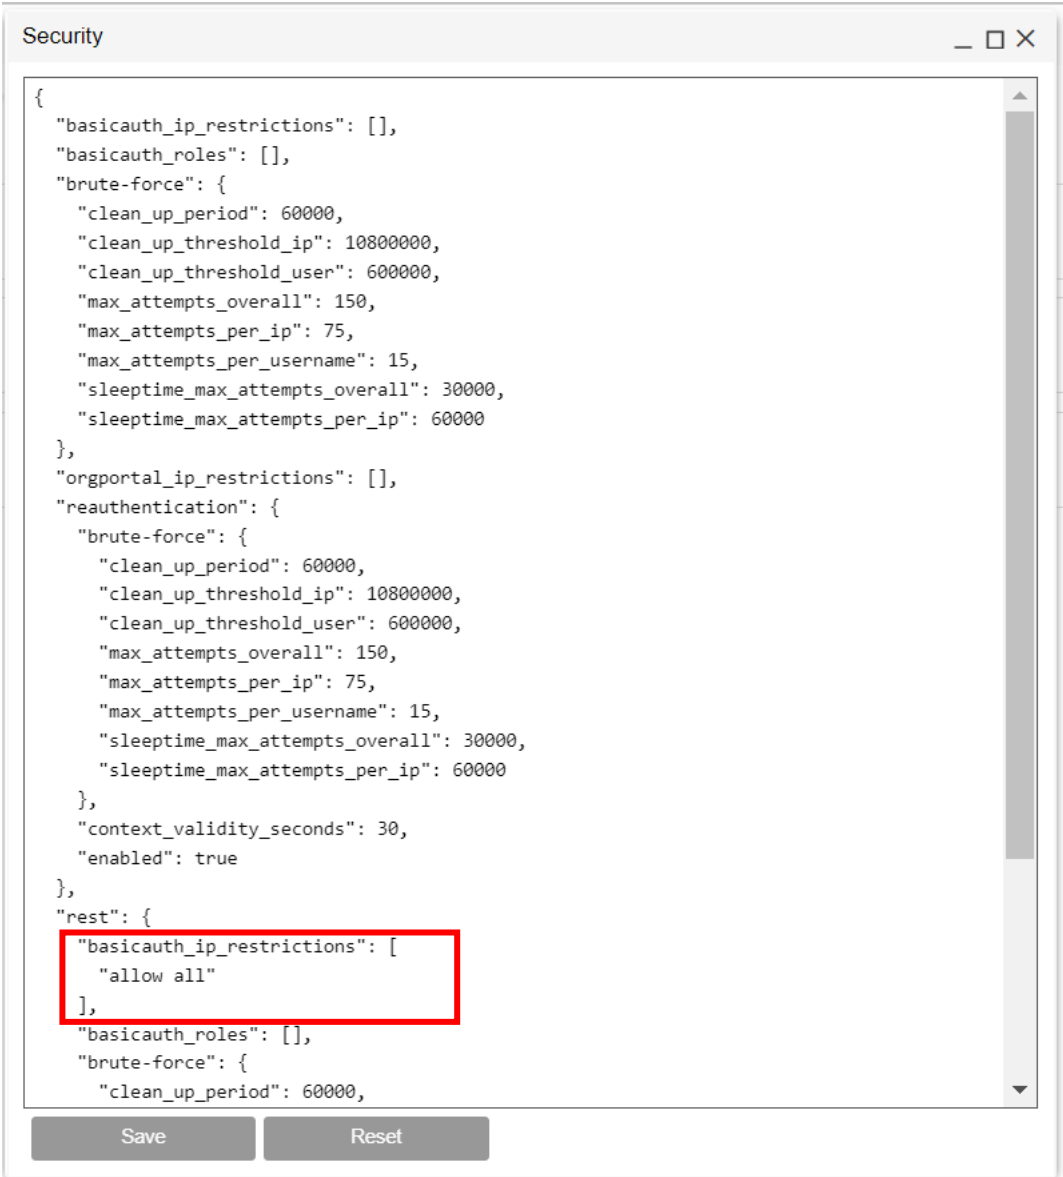 Security
{
  "basicauth_ip_restrictions": [],
  "basicauth_roles": [],
  "brute-force": {
    "clean_up_period": 60000,
    "clean_up_threshold_ip": 10800000,
    "clean_up_threshold_user": 600000,
    "max_attempts_overall": 150,
    "max_attempts_per_ip": 75,
    "max_attempts_per_username": 15,
    "sleeptime_max_attempts_overall": 30000,
    "sleeptime_max_attempts_per_ip": 60000
  },
  "orgportal_ip_restrictions": [],
  "reauthentication": {
    "brute-force": {
      "clean_up_period": 60000,
      "clean_up_threshold_ip": 10800000,
      "clean_up_threshold_user": 600000,
      "max_attempts_overall": 150,
      "max_attempts_per_ip": 75,
      "max_attempts_per_username": 15,
      "sleeptime_max_attempts_overall": 30000,
      "sleeptime_max_attempts_per_ip": 60000
    },
    "context_validity_seconds": 30,
    "enabled": true
  },
  "rest": {
    "basicauth_ip_restrictions": [
      "allow all"
    ],
    "basicauth_roles": [],
    "brute-force": {
      "clean_up_period": 60000,
Save
Reset